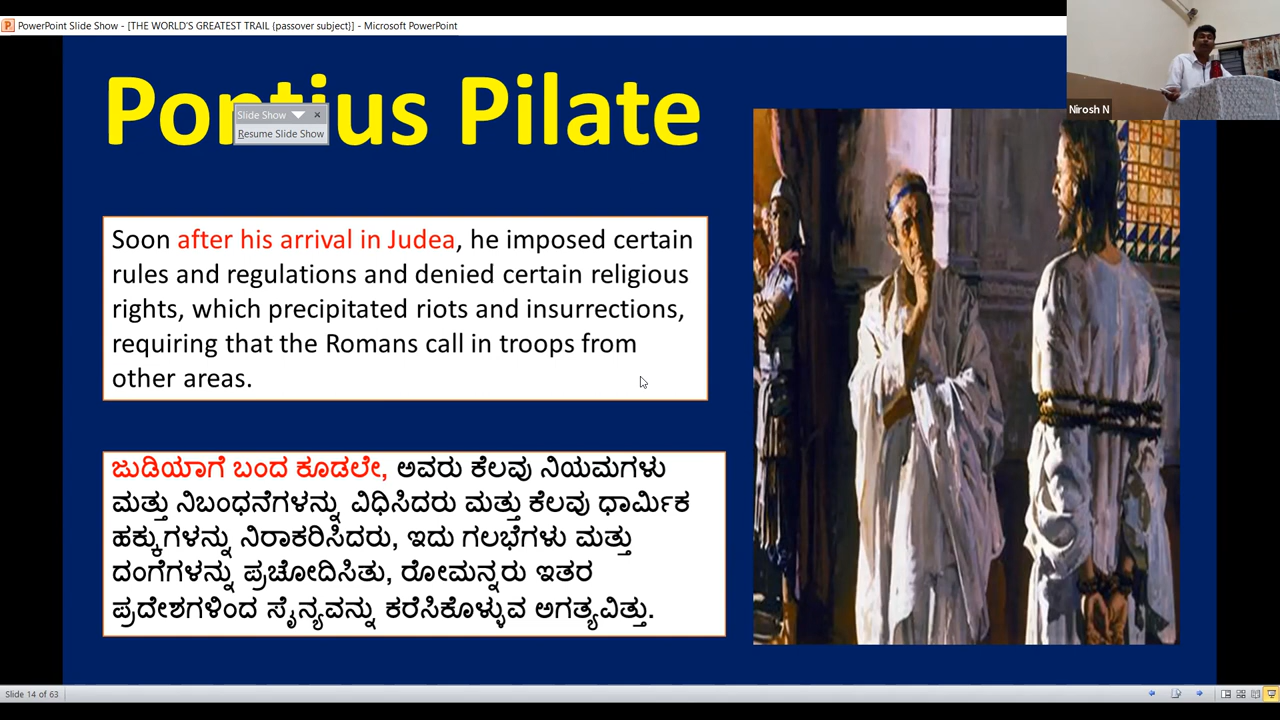 PowerPoint Slide Show - [THE WORLD'S GREATEST TRAIL (passover subject}] - Microsoft PowerPoint
Nirosh N
Pontius Pilate
Slide Show
Resume Slide Show
Soon after his arrival in Judea, he imposed certain
rules and regulations and denied certain religious
rights, which precipitated riots and insurrections,
requiring that the Romans call in troops from
other areas.
ಜುಡಿಯಾಗೆ ಬಂದ ಕೂಡಲೇ, ಅವರು ಕೆಲವು ನಿಯಮಗಳು
ಮತ್ತು ನಿಬಂಧನೆಗಳನ್ನು ವಿಧಿಸಿದರು ಮತ್ತು ಕೆಲವು ಧಾರ್ಮಿಕ
ಹಕ್ಕುಗಳನ್ನು ನಿರಾಕರಿಸಿದರು, ಇದು ಗಲಭೆಗಳು ಮತ್ತು
ದಂಗೆಗಳನ್ನು ಪ್ರಚೋದಿಸಿತು, ರೋಮನ್ನರು ಇತರ
ಪ್ರದೇಶಗಳಿಂದ ಸೈನ್ಯವನ್ನು ಕರೆಸಿಕೊಳ್ಳುವ ಅಗತ್ಯವಿತ್ತು.
Slide 14 of 63